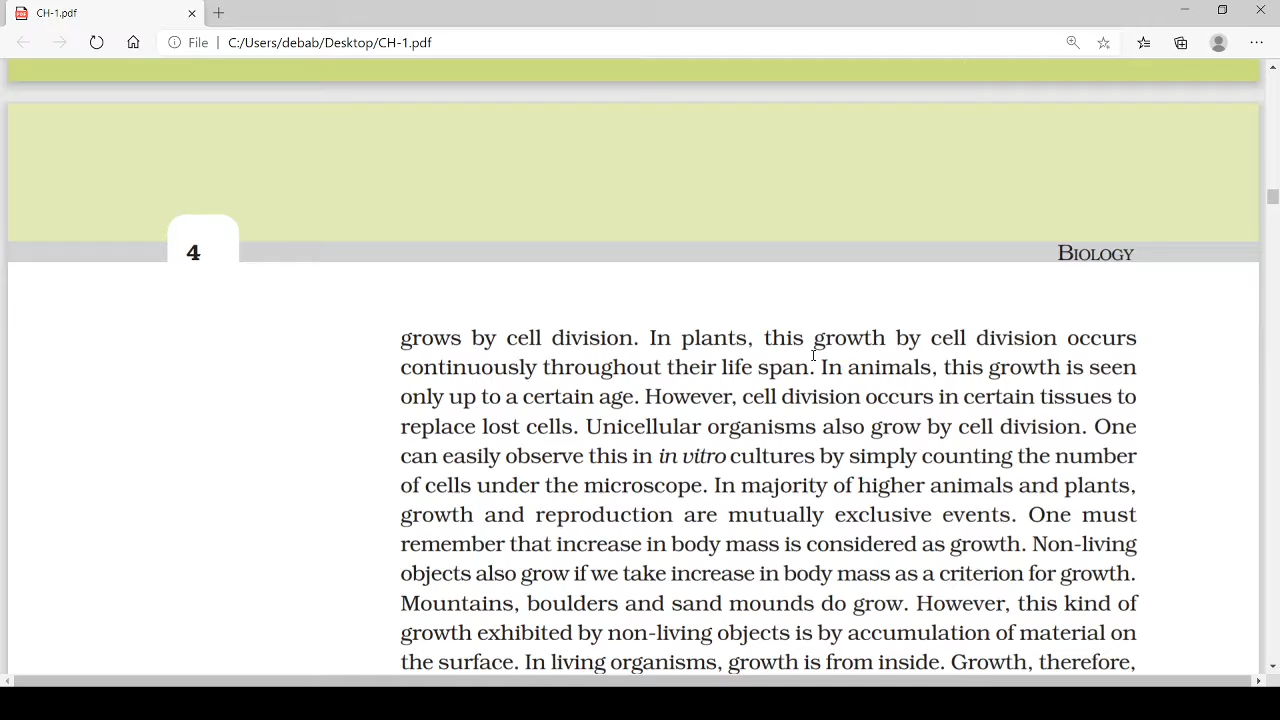 CH-1.pdf
File
C:/Users/debab/Desktop/CH-1.pdf
4
BIOLOGY
grows by cell division. In plants, this growth by cell division occurs
continuously throughout their life span. In animals, this growth is seen
only up to a certain age. However, cell division occurs in certain tissues to
replace lost cells. Unicellular organisms also grow by cell division. One
can easily observe this in in vitro cultures by simply counting the number
of cells under the microscope. In majority of higher animals and plants,
growth and reproduction are mutually exclusive events. One must
remember that increase in body mass is considered as growth. Non-living
objects also grow if we take increase in body mass as a criterion for growth.
Mountains, boulders and sand mounds do grow. However, this kind of
growth exhibited by non-living objects is by accumulation of material on
the surface. In living organisms, growth is from inside. Growth, therefore,